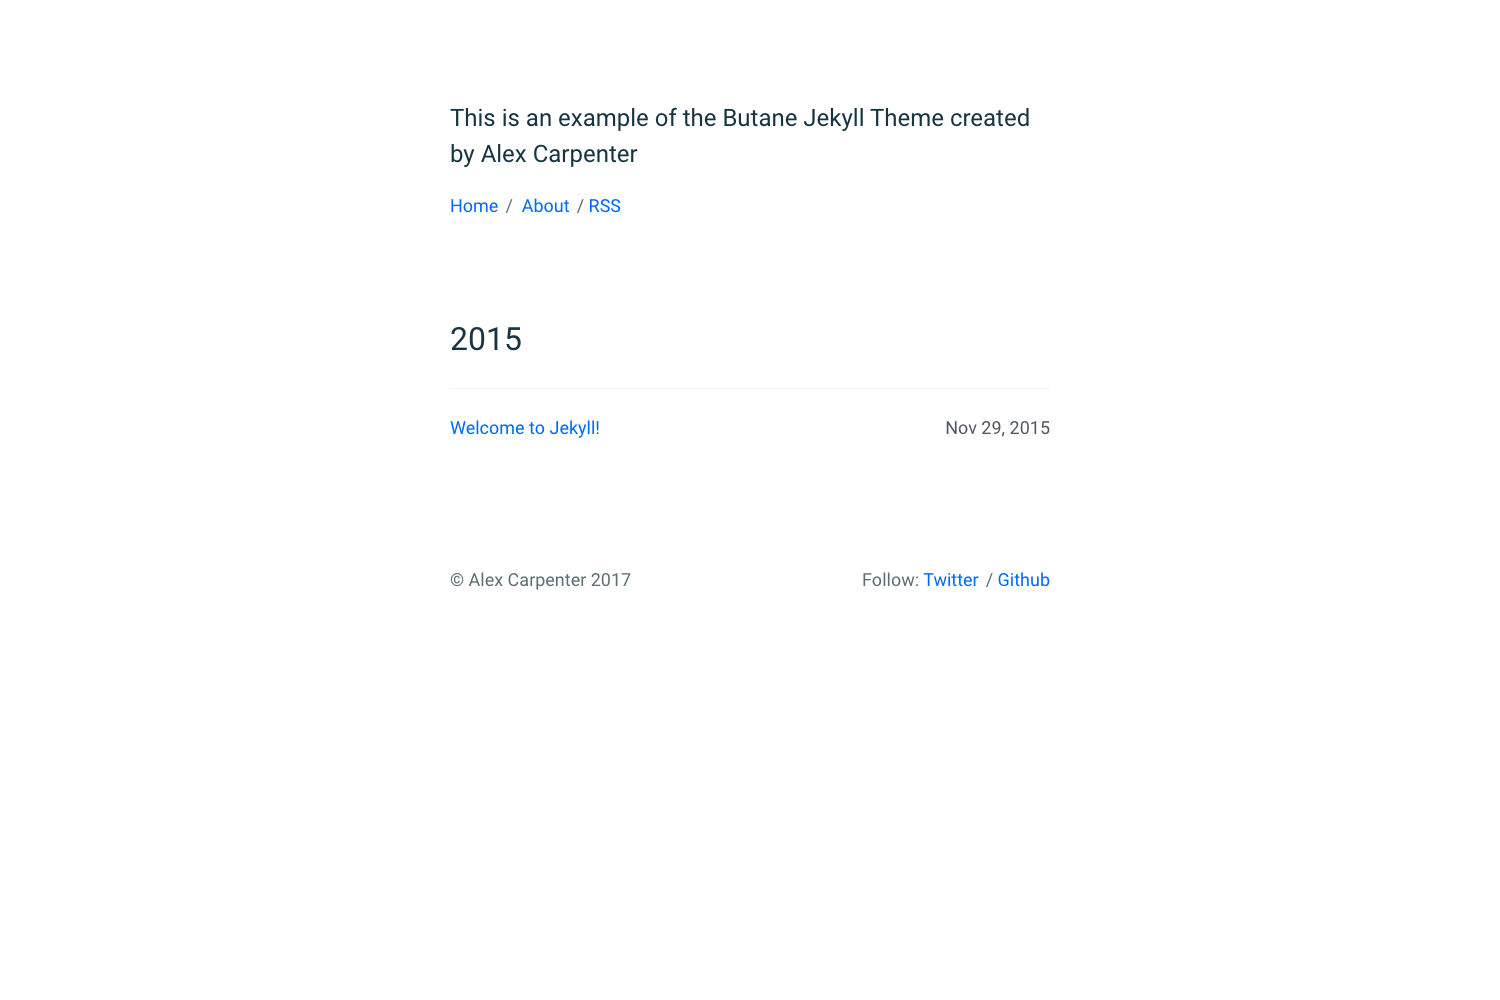 This is an example of the Butane Jekyll Theme created
by Alex Carpenter
Home / About / RSS
2015
Welcome to Jekyll! Nov 29, 2015
© Alex Carpenter 2017 Follow: Twitter / Github